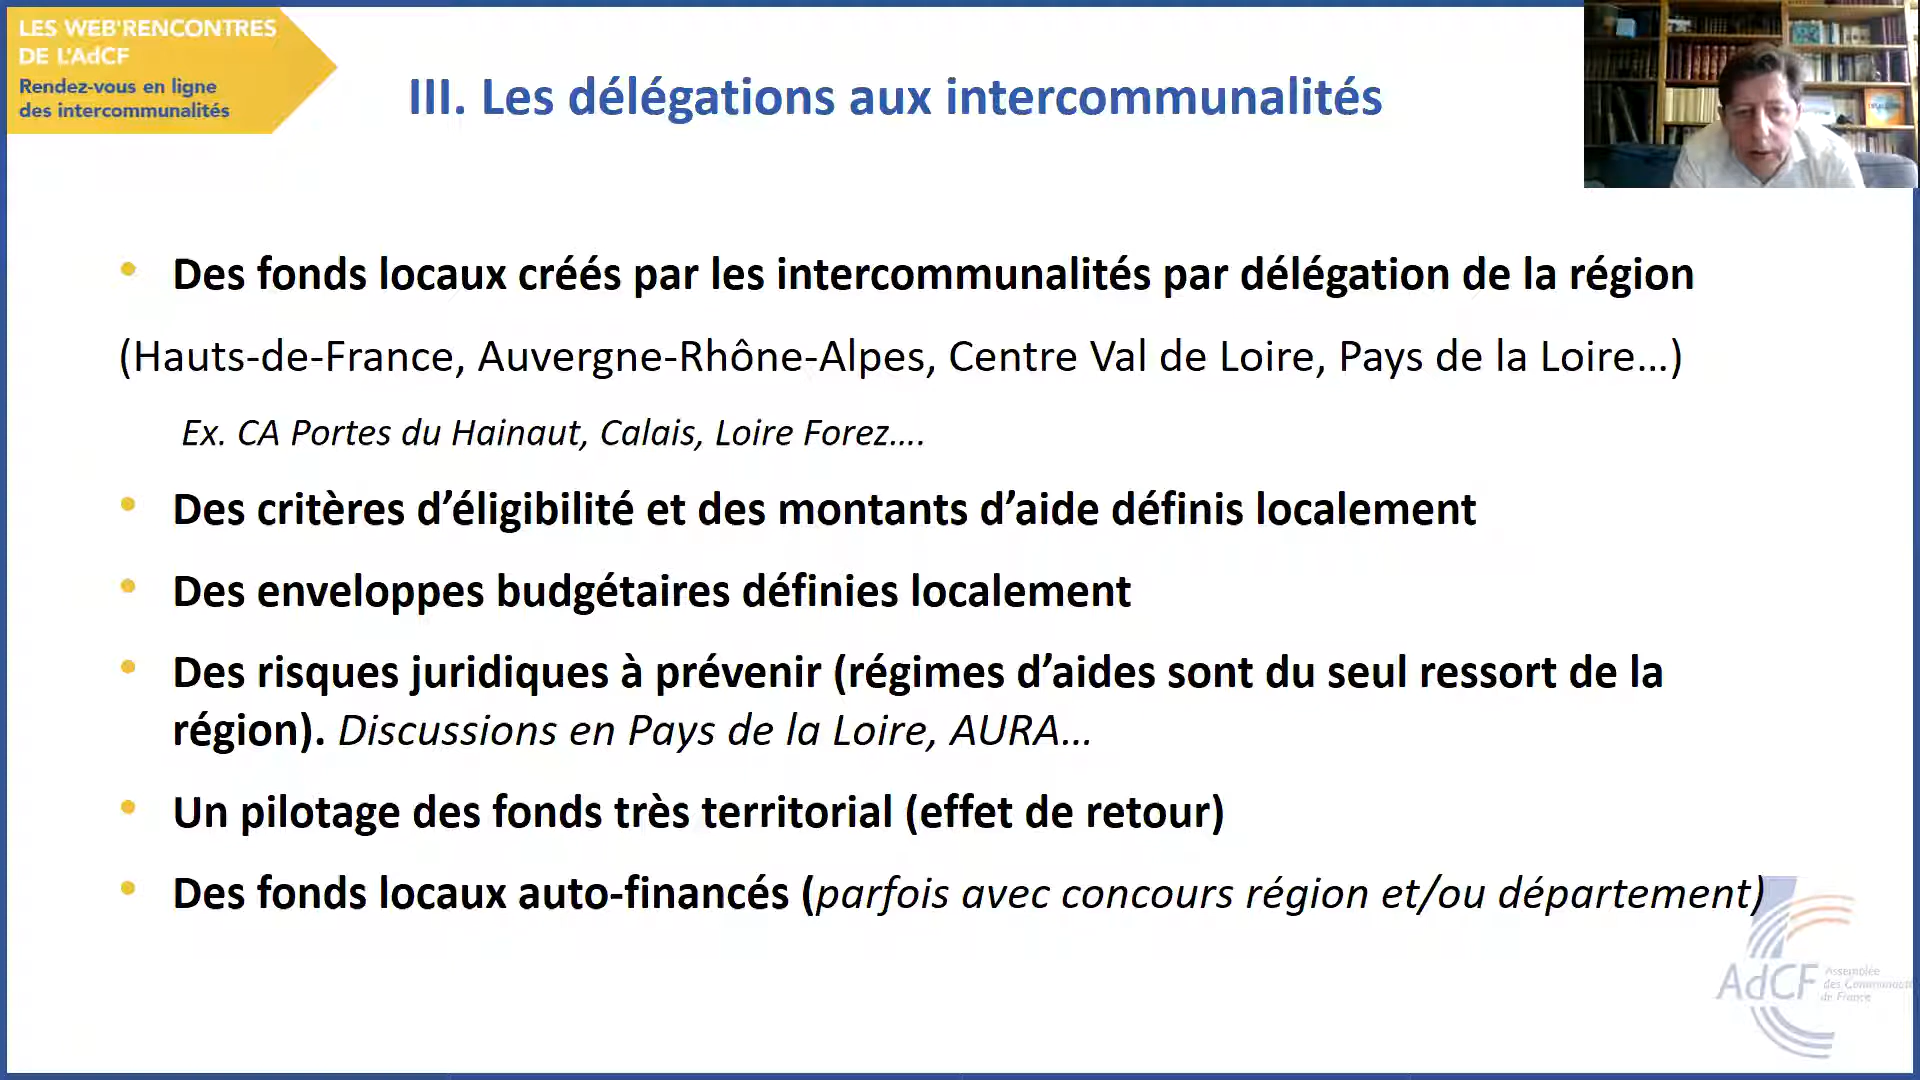 LES WEB'RENCONTRES
DE L'AdCF
Rendez-vous en ligne
des intercommunalités
III. Les délégations aux intercommunalités
• Des fonds locaux créés par les intercommunalités par délégation de la région
(Hauts-de-France, Auvergne-Rhône-Alpes, Centre Val de Loire, Pays de la Loire…)
Ex. CA Portes du Hainaut, Calais, Loire Forez….
• Des critères d’éligibilité et des montants d’aide définis localement
• Des enveloppes budgétaires définies localement
• Des risques juridiques à prévenir (régimes d’aides sont du seul ressort de la
région). Discussions en Pays de la Loire, AURA…
• Un pilotage des fonds très territorial (effet de retour)
• Des fonds locaux auto-financés (parfois avec concours région et/ou département)
AdCF
Assemblée
des Communautés
de France